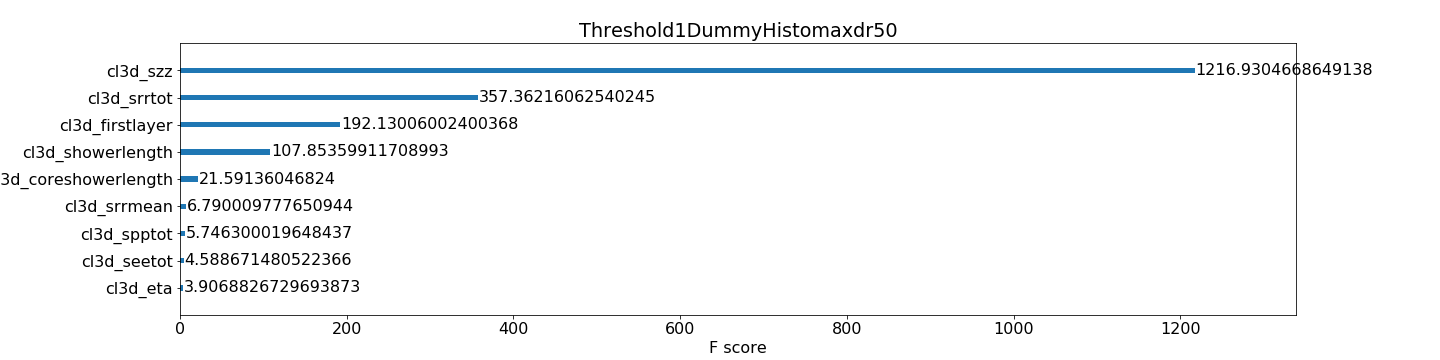 Threshold1DummyHistomaxdr50
cl3d_szz 1216.9304668649138
cl3d_srrtot 357.36216062540245
cl3d_firstlayer 192.13006002400368
cl3d_showerlength 107.85359911708993
3d_coreshowerlength 21.59136046824
cl3d_srrmean 6.790009777650944
cl3d_spptot 5.746300019648437
cl3d_seetot 4.588671480522366
cl3d_eta 3.9068826729693873
0 200 400 600 800 1000 1200
F score